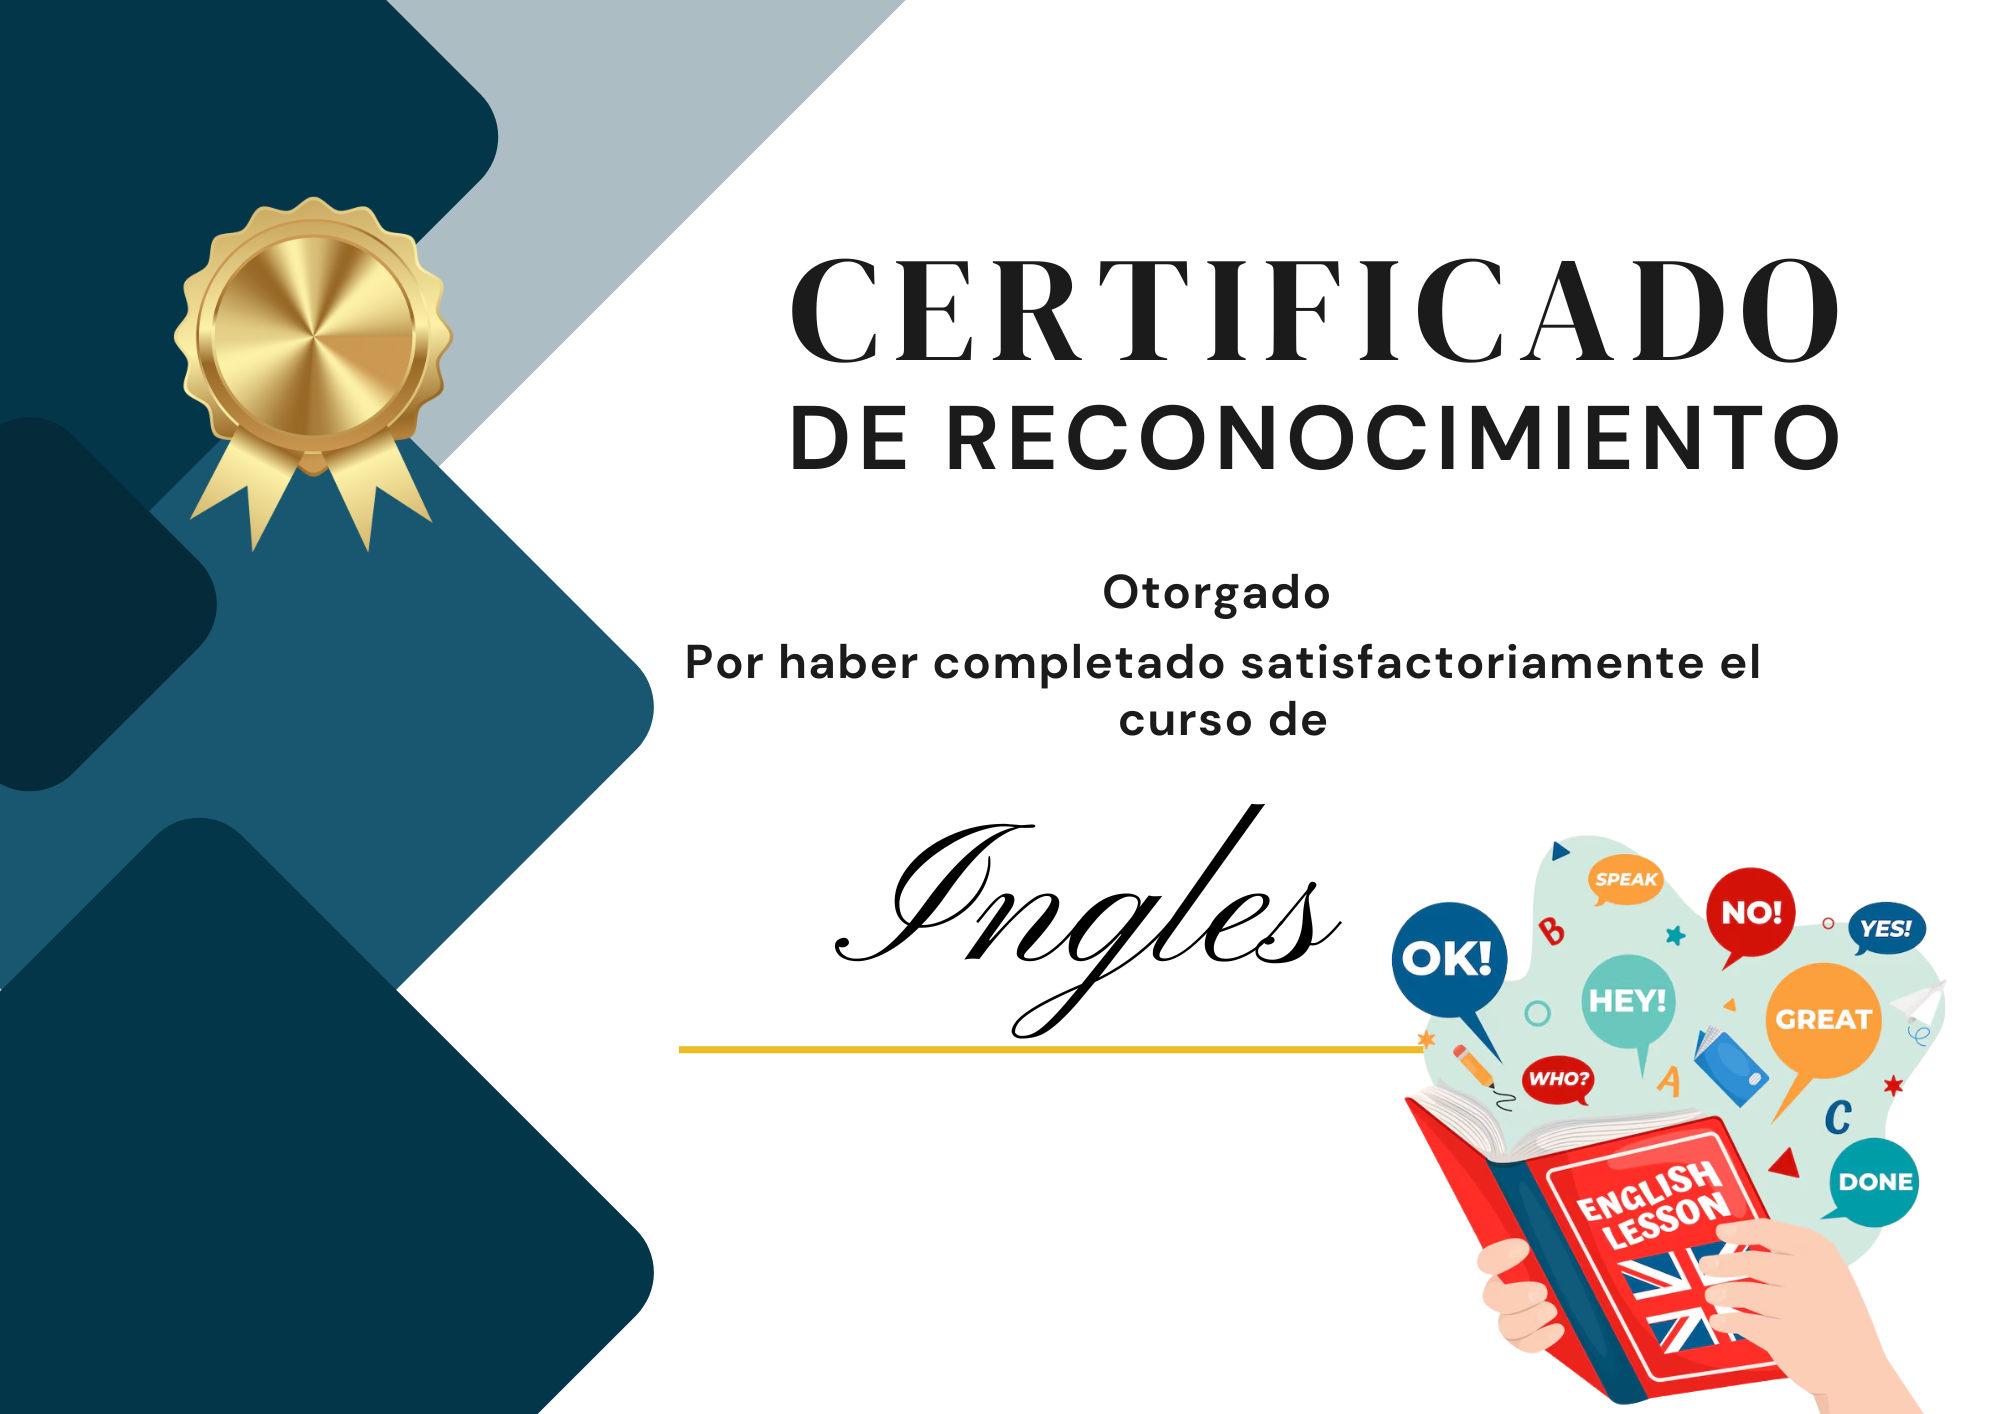 CERTIFICADO
DE RECONOCIMIENTO
Otorgado
Por haber completado satisfactoriamente el
curso de
Ingles
SPEAK
NO!
YES!
B
OK!
HEY!
GREAT
WHO?
A
C
DONE
ENGLISH
LESSON